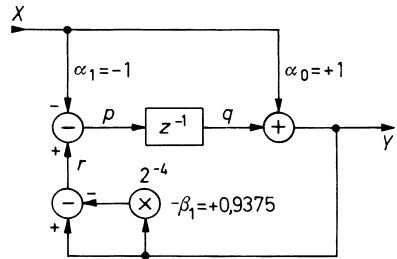 X
α₁=-1
α₀=+1
-
p
q
-
z⁻¹
+
+
r
Y
2⁻⁴
-
-
×
-β₁=+0,9375
+